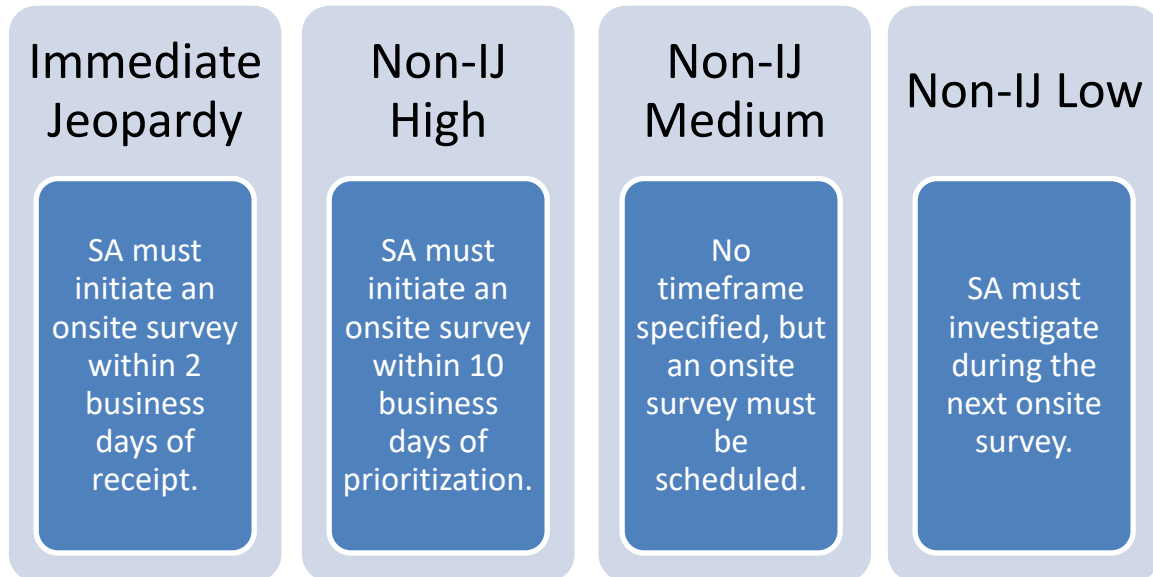 Immediate
Jeopardy
SA must
initiate an
onsite survey
within 2
business
days of
receipt.
Non-IJ
High
SA must
initiate an
onsite survey
within 10
business
days of
prioritization.
Non-IJ
Medium
No
timeframe
specified, but
an onsite
survey must
be
scheduled.
Non-IJ Low
SA must
investigate
during the
next onsite
survey.